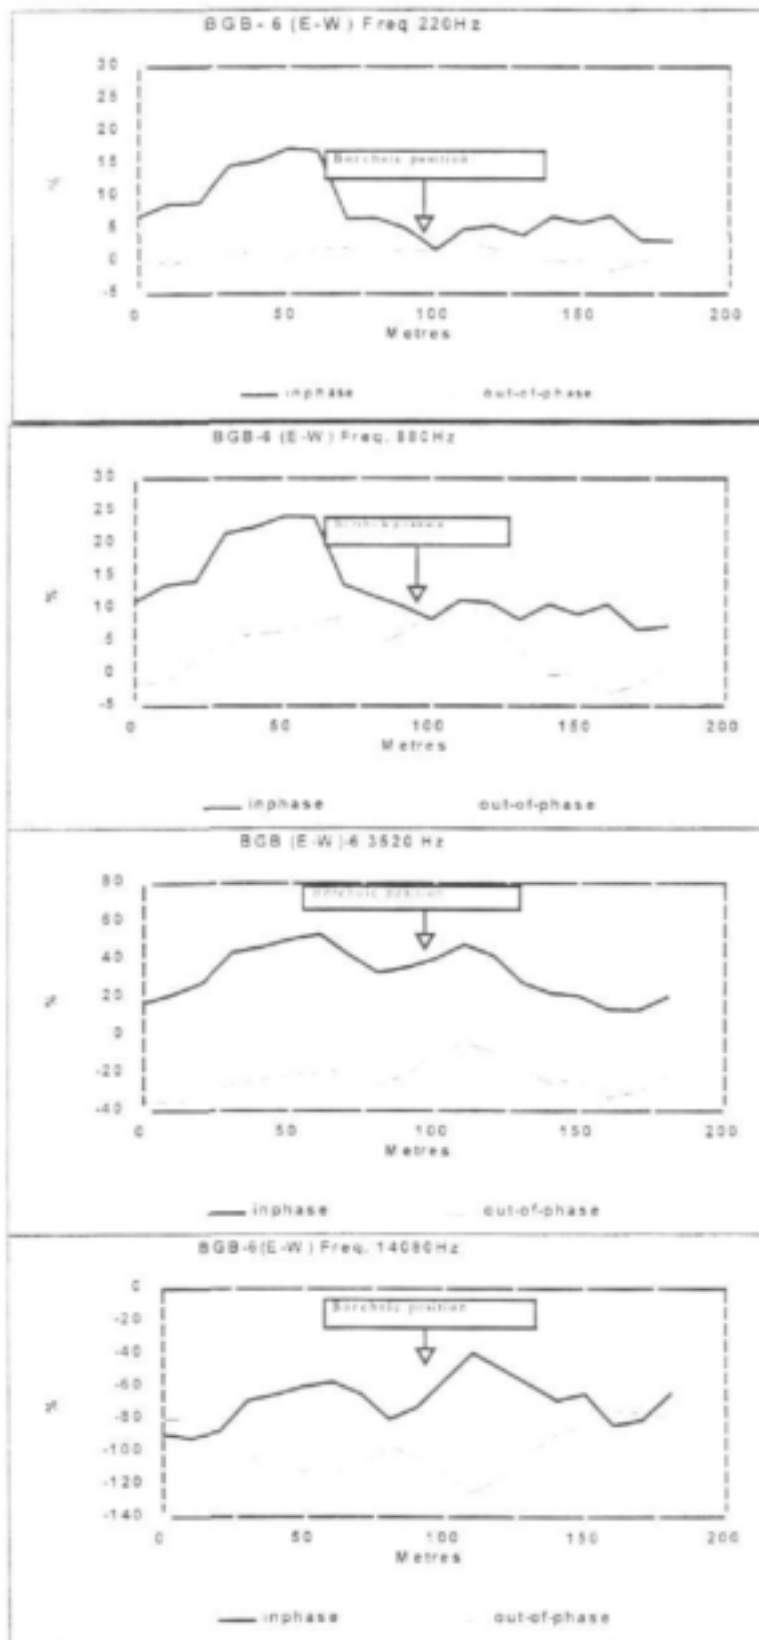 BGB- 6 (E-W) Freq 220Hz
30
25
20
15
10
5
0
-5
%
Borehole position
0 50 100 150 200
Metres
inphase out-of-phase
BGB-6 (E-W) Freq. 880Hz
30
25
20
15
10
5
0
-5
%
0 50 100 150 200
Metres
inphase out-of-phase
BGB (E-W)-6 3520 Hz
80
60
40
20
0
-20
-40
%
Borehole position
0 50 100 150 200
Metres
inphase out-of-phase
BGB-6(E-W) Freq. 14080Hz
0
-20
-40
-60
-80
-100
-120
-140
%
Borehole position
0 50 100 150 200
Metres
inphase out-of-phase